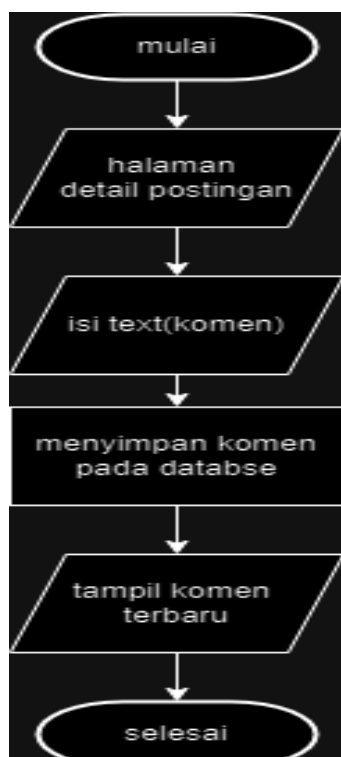 mulai
halaman
detail postingan
isi text(komen)
menyimpan komen
pada databse
tampil komen
terbaru
selesai